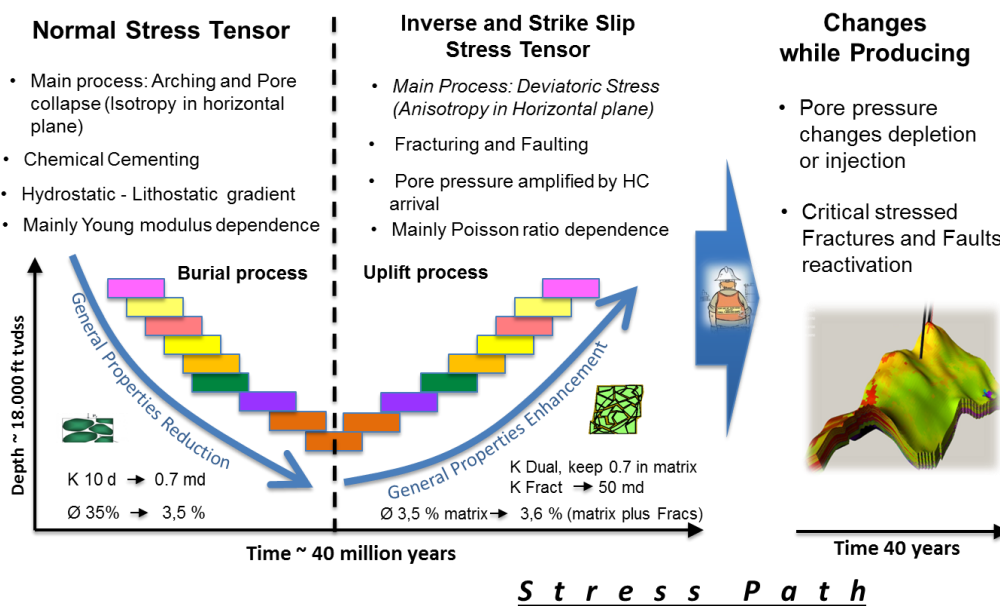 Normal Stress Tensor
• Main process: Arching and Pore
collapse (Isotropy in horizontal
plane)
• Chemical Cementing
• Hydrostatic - Lithostatic gradient
• Mainly Young modulus dependence
Inverse and Strike Slip
Stress Tensor
• Main Process: Deviatoric Stress
(Anisotropy in Horizontal plane)
• Fracturing and Faulting
• Pore pressure amplified by HC
arrival
• Mainly Poisson ratio dependence
Changes
while Producing
• Pore pressure
changes depletion
or injection
• Critical stressed
Fractures and Faults
reactivation
Burial process
Uplift process
General Properties Reduction
General Properties Enhancement
Depth ~ 18.000 ft tvdss
K 10 d → 0.7 md
Ø 35% → 3,5 %
K Dual, keep 0.7 in matrix
K Fract → 50 md
Ø 3,5 % matrix → 3,6 % (matrix plus Fracs)
Time ~ 40 million years
Time 40 years
Stress Path